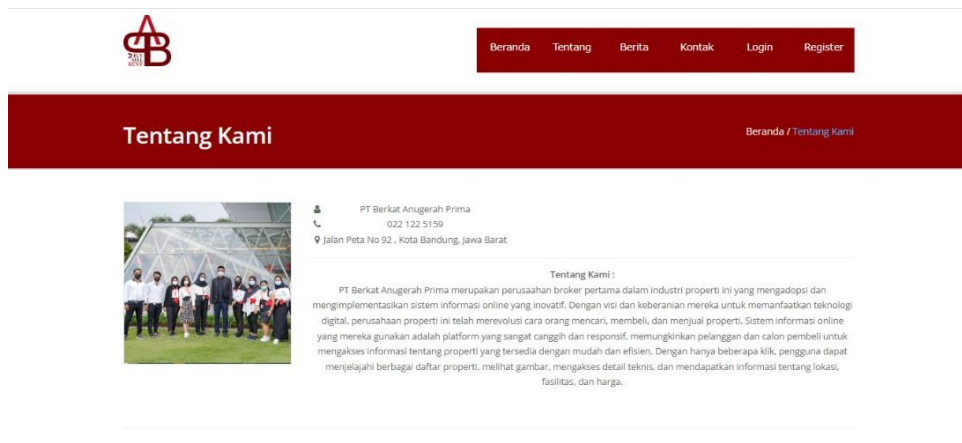 Beranda Tentang Berita Kontak Login Register
Tentang Kami
Beranda / Tentang Kami
PT Berkat Anugerah Prima
022 122 5159
Jalan Peta No 92 , Kota Bandung, Jawa Barat
Tentang Kami :
PT Berkat Anugerah Prima merupakan perusaahan broker pertama dalam industri properti ini yang mengadopsi dan
mengimplementasikan sistem informasi online yang inovatif. Dengan visi dan keberanian mereka untuk memanfaatkan teknologi
digital, perusahaan properti ini telah merevolusi cara orang mencari, membeli, dan menjual properti. Sistem informasi online
yang mereka gunakan adalah platform yang sangat canggih dan responsif, memungkinkan pelanggan dan calon pembeli untuk
mengakses informasi tentang properti yang tersedia dengan mudah dan efisien. Dengan hanya beberapa klik, pengguna dapat
menjelajahi berbagai daftar properti, melihat gambar, mengakses detail teknis, dan mendapatkan informasi tentang lokasi,
fasilitas, dan harga.